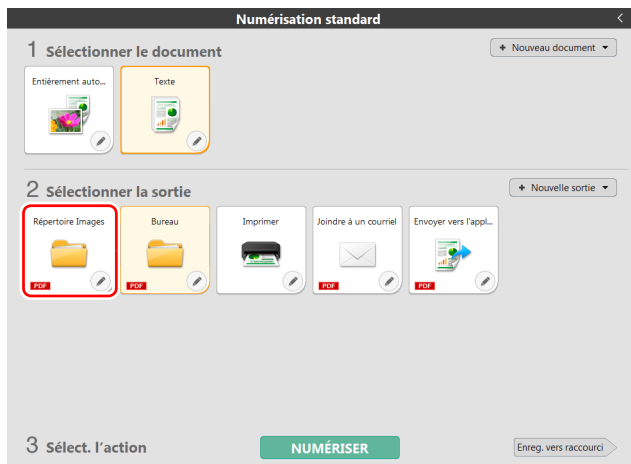 Numérisation standard
1 Sélectionner le document
+ Nouveau document
Entièrement auto...
Texte
2 Sélectionner la sortie
+ Nouvelle sortie
Répertoire Images
Bureau
Imprimer
Joindre à un courriel
Envoyer vers l'appl...
PDF
PDF
PDF
PDF
3 Sélect. l'action
NUMÉRISER
Enreg. vers raccourci